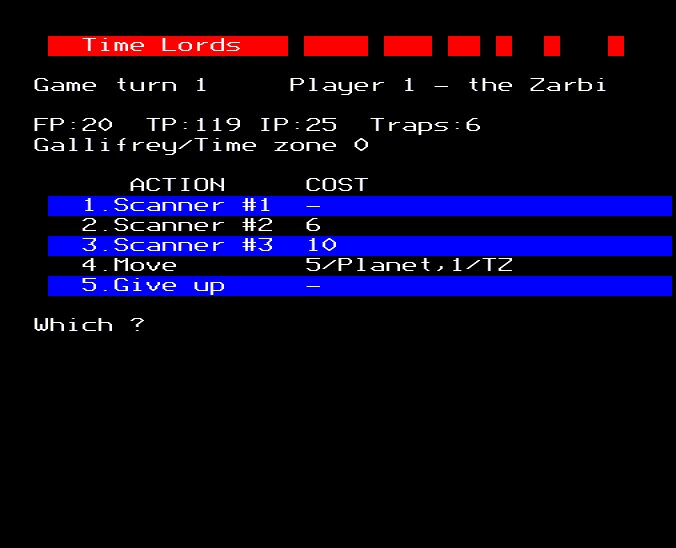 Time Lords
Game turn 1 Player 1 - the Zarbi
FP:20 TP:119 IP:25 Traps:6
Gallifrey/Time zone 0
ACTION COST
1.Scanner #1 -
2.Scanner #2 6
3.Scanner #3 10
4.Move 5/Planet,1/TZ
5.Give up -
Which ?